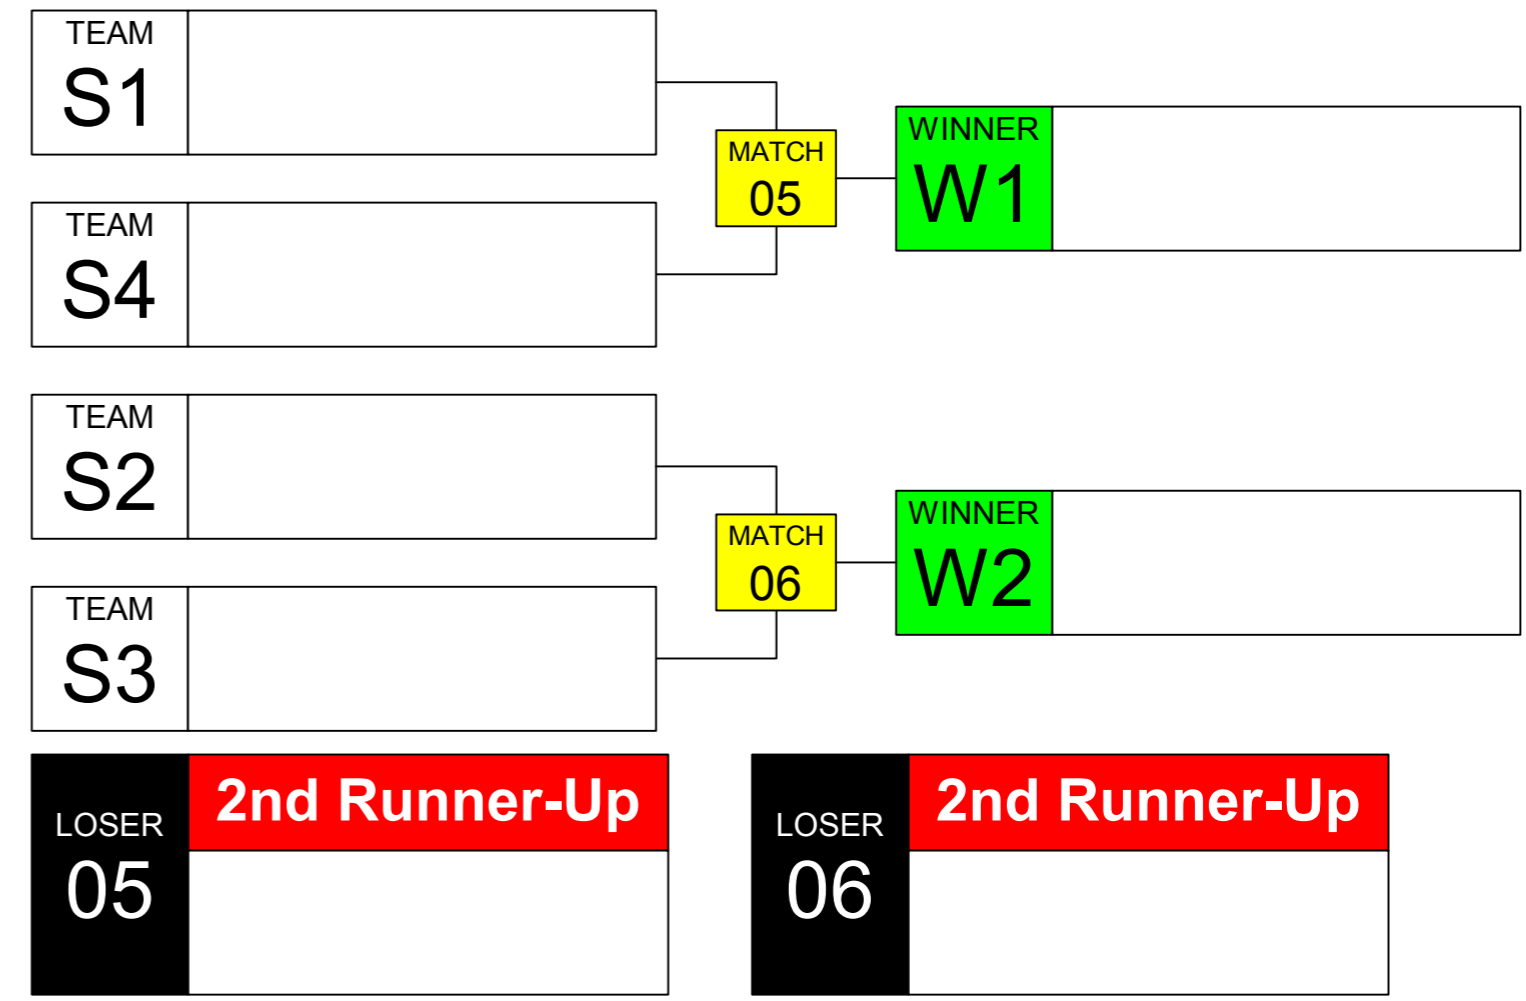 TEAM
S1
MATCH
05
WINNER
W1
TEAM
S4
TEAM
S2
MATCH
06
WINNER
W2
TEAM
S3
LOSER
05
2nd Runner-Up
LOSER
06
2nd Runner-Up